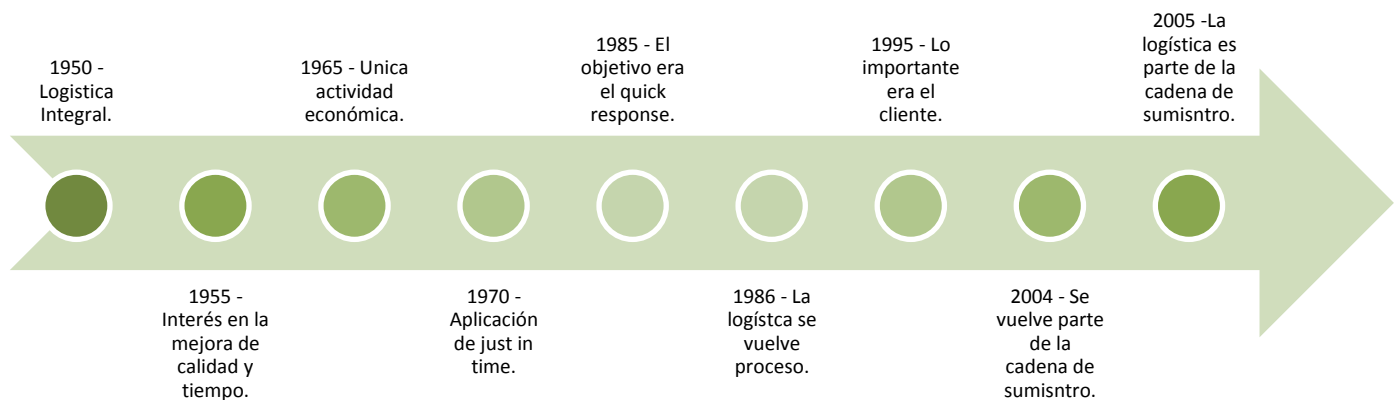 1950 -
Logistica
Integral.
1955 -
Interés en la
mejora de
calidad y
tiempo.
1965 - Unica
actividad
económica.
1970 -
Aplicación
de just in
time.
1985 - El
objetivo era
el quick
response.
1986 - La
logístca se
vuelve
proceso.
1995 - Lo
importante
era el
cliente.
2004 - Se
vuelve parte
de la
cadena de
sumisntro.
2005 -La
logística es
parte de la
cadena de
sumisntro.